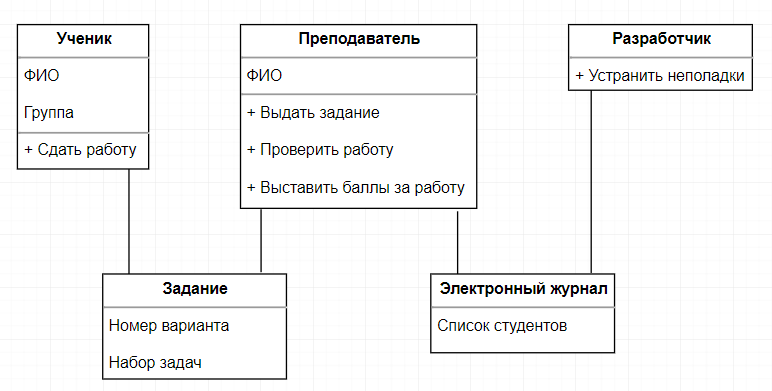 Ученик
ФИО
Группа
+ Сдать работу
Преподаватель
ФИО
+ Выдать задание
+ Проверить работу
+ Выставить баллы за работу
Разработчик
+ Устранить неполадки
Задание
Номер варианта
Набор задач
Электронный журнал
Список студентов